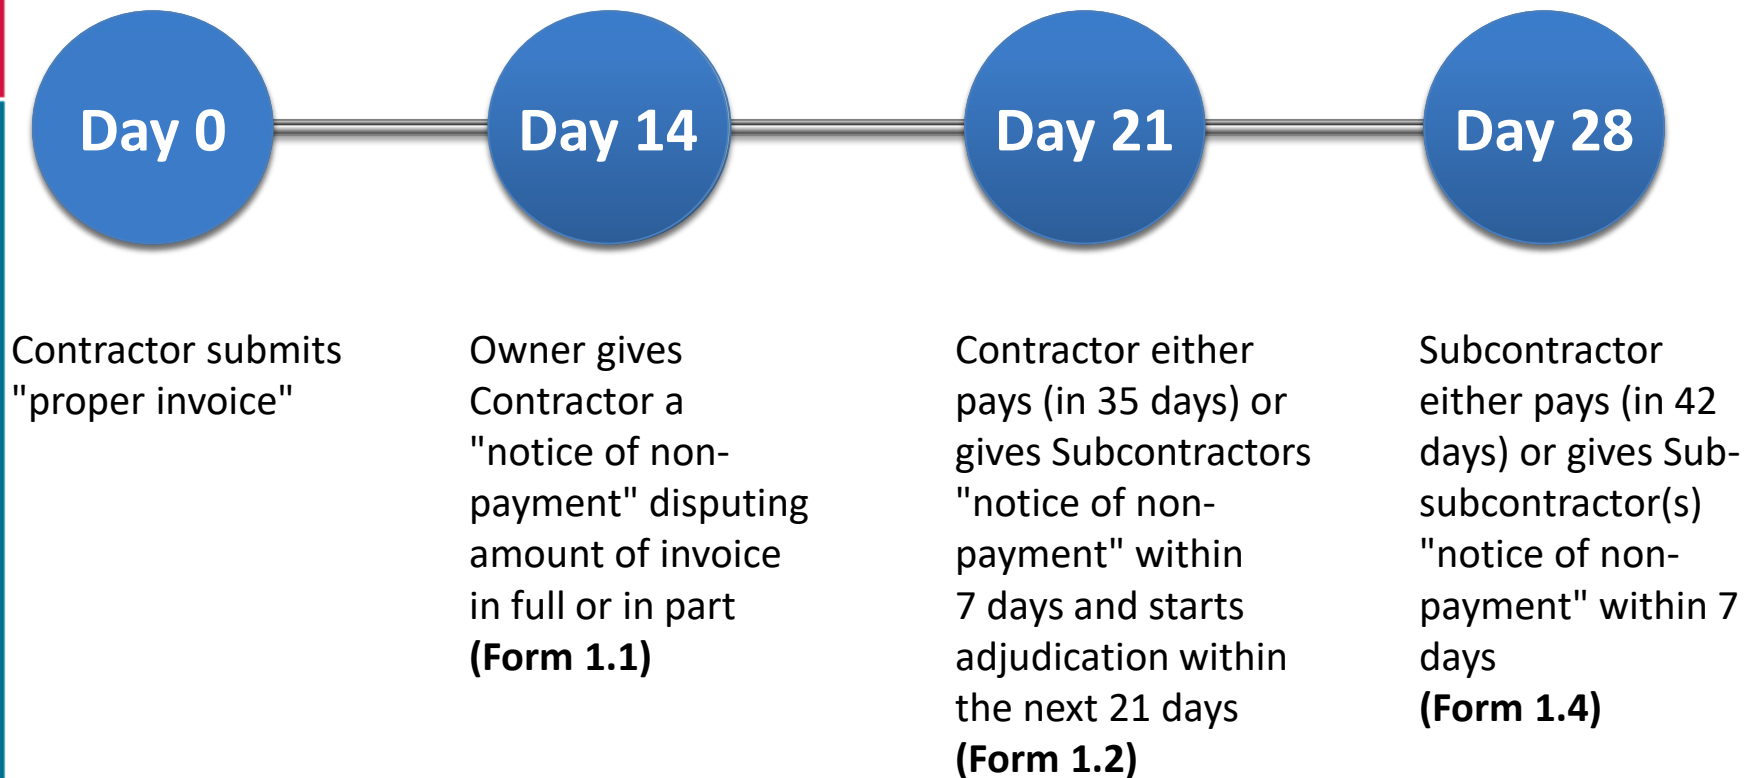 Day 0
Day 14
Day 21
Day 28
Contractor submits
"proper invoice"
Owner gives
Contractor a
"notice of non-
payment" disputing
amount of invoice
in full or in part
(Form 1.1)
Contractor either
pays (in 35 days) or
gives Subcontractors
"notice of non-
payment" within
7 days and starts
adjudication within
the next 21 days
(Form 1.2)
Subcontractor
either pays (in 42
days) or gives Sub-
subcontractor(s)
"notice of non-
payment" within 7
days
(Form 1.4)